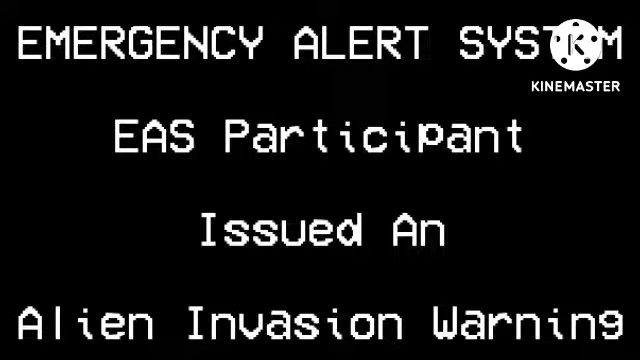 EMERGENCY ALERT SYSTEM
KINEMASTER
EAS Participant
Issued An
Alien Invasion Warning